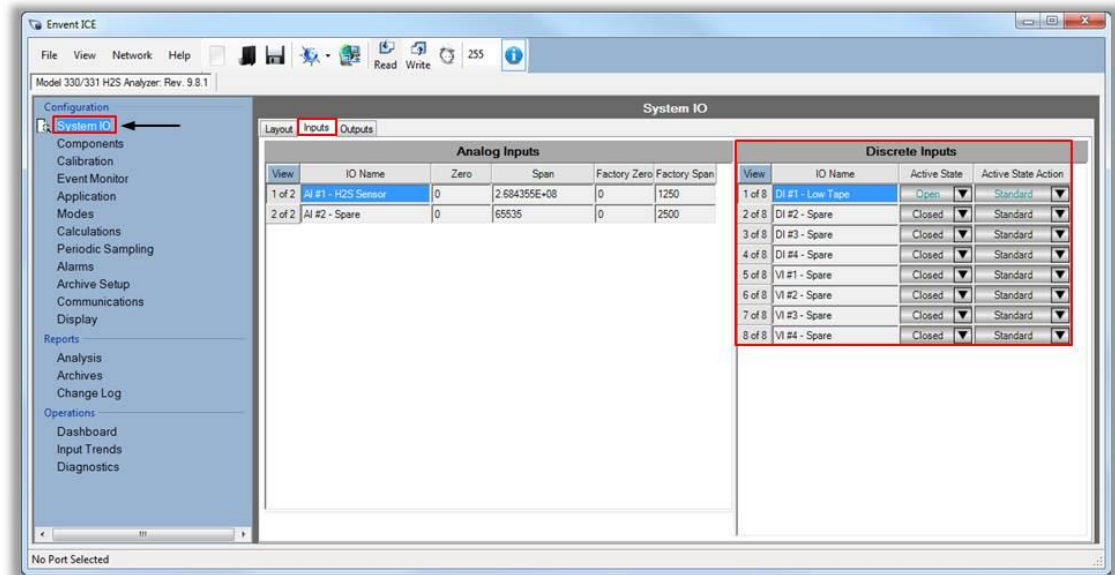 Envent ICE
File View Network Help Read Write 255
Model 330/331 H2S Analyzer: Rev. 9.8.1
Configuration
System IO
Components
Calibration
Event Monitor
Application
Modes
Calculations
Periodic Sampling
Alarms
Archive Setup
Communications
Display
Reports
Analysis
Archives
Change Log
Operations
Dashboard
Input Trends
Diagnostics
System IO
Layout Inputs Outputs
Analog Inputs
View IO Name Zero Span Factory Zero Factory Span
1 of 2 AI #1 - H2S Sensor 0 2.684355E+08 0 1250
2 of 2 AI #2 - Spare 0 65535 0 2500
Discrete Inputs
View IO Name Active State Active State Action
1 of 8 DI #1 - Low Tape Open Standard
2 of 8 DI #2 - Spare Closed Standard
3 of 8 DI #3 - Spare Closed Standard
4 of 8 DI #4 - Spare Closed Standard
5 of 8 VI #1 - Spare Closed Standard
6 of 8 VI #2 - Spare Closed Standard
7 of 8 VI #3 - Spare Closed Standard
8 of 8 VI #4 - Spare Closed Standard
No Port Selected